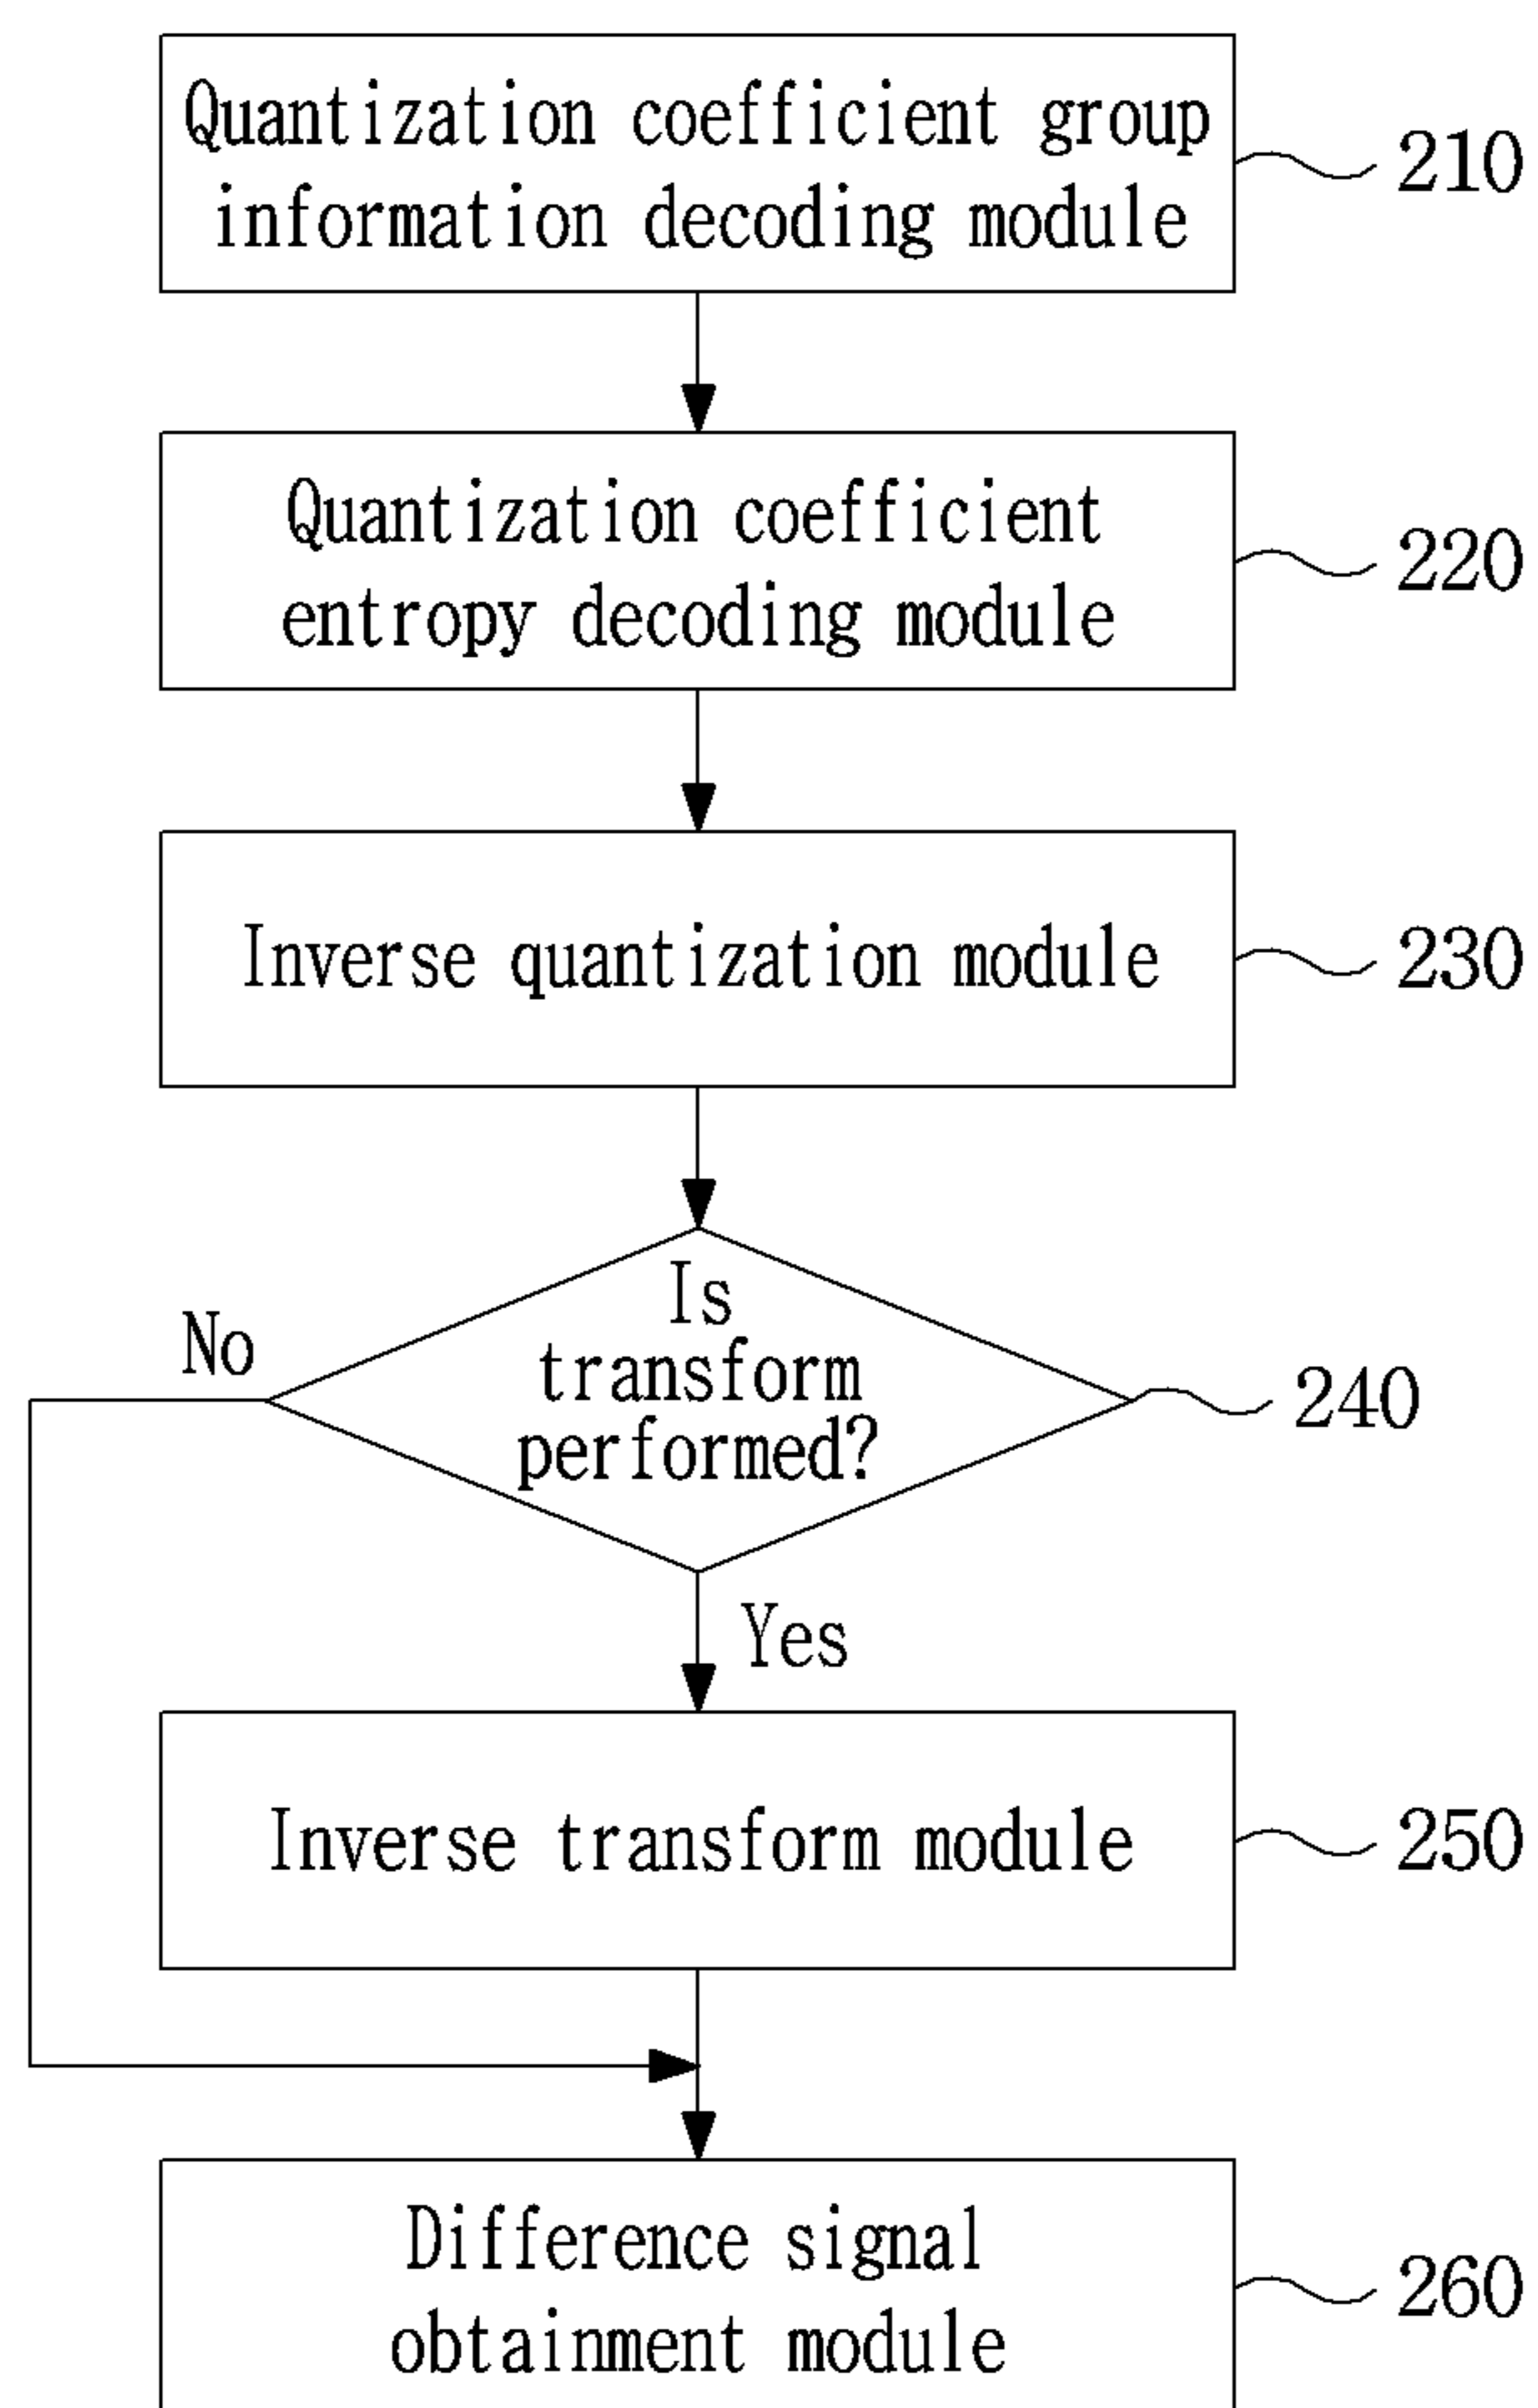 Quantization coefficient group
information decoding module
210
Quantization coefficient
entropy decoding module
220
Inverse quantization module
230
Is
transform
performed?
No
240
Yes
Inverse transform module
250
Difference signal
obtainment module
260